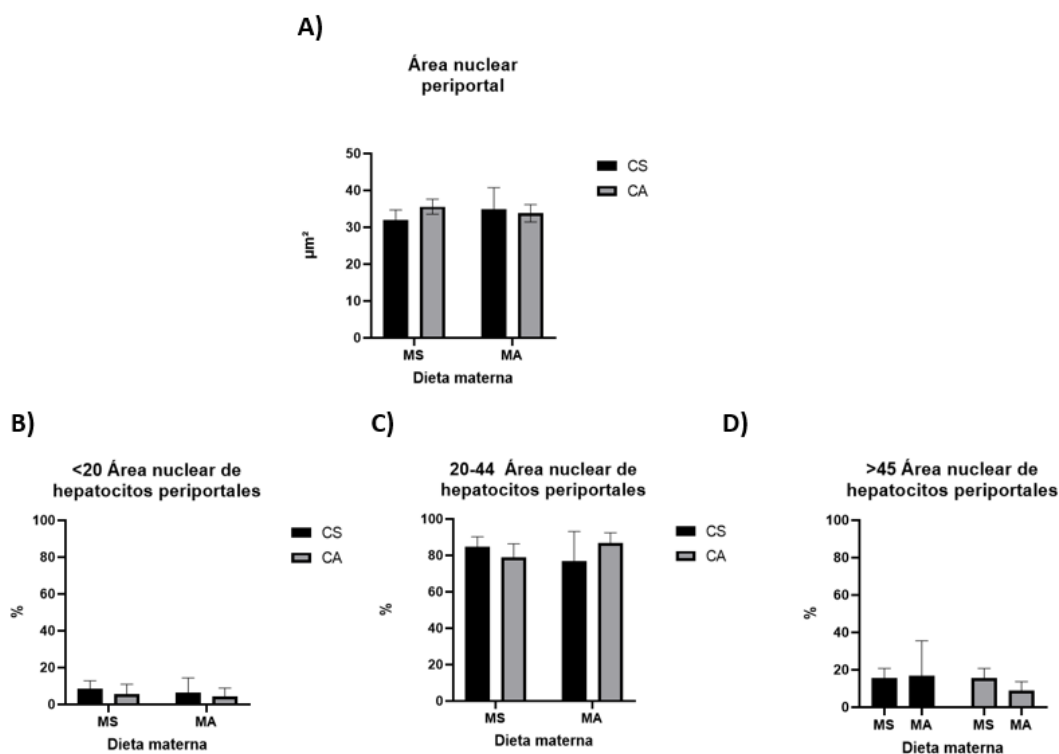 A)
Área nuclear
periportal
50
40
30
20
10
0
µm²
CS
CA
MS MA
Dieta materna
B)
<20 Área nuclear de
hepatocitos periportales
100
80
60
40
20
0
%
CS
CA
MS MA
Dieta materna
C)
20-44 Área nuclear de
hepatocitos periportales
100
80
60
40
20
0
%
CS
CA
MS MA
Dieta materna
D)
>45 Área nuclear de
hepatocitos periportales
100
80
60
40
20
0
%
MS MA MS MA
Dieta materna